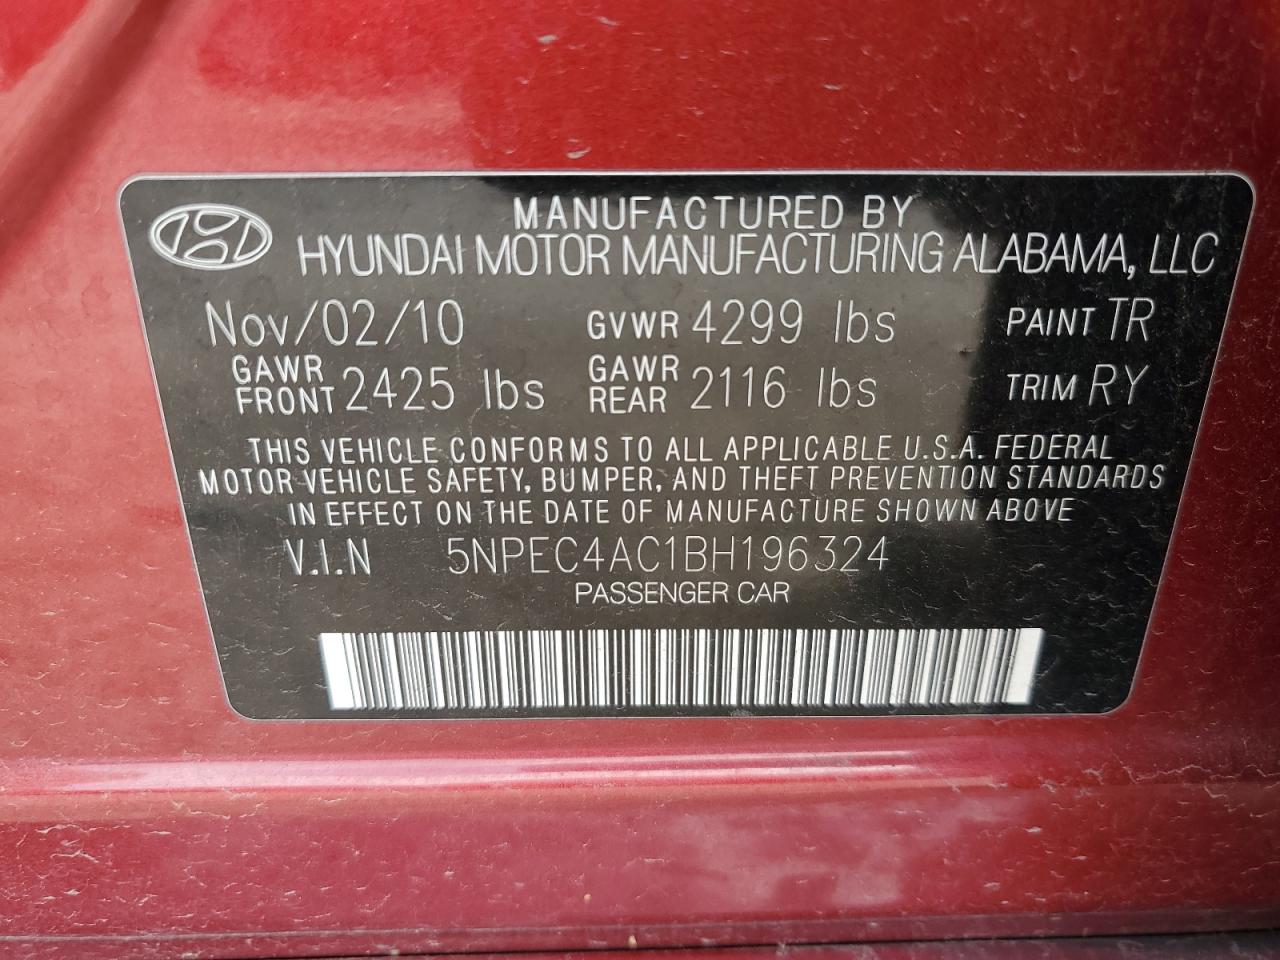 MANUFACTURED BY
HYUNDAI MOTOR MANUFACTURING ALABAMA, LLC
Nov/02/10 GVWR 4299 lbs PAINT TR
GAWR FRONT 2425 lbs GAWR REAR 2116 lbs TRIM RY
THIS VEHICLE CONFORMS TO ALL APPLICABLE U.S.A. FEDERAL
MOTOR VEHICLE SAFETY, BUMPER, AND THEFT PREVENTION STANDARDS
IN EFFECT ON THE DATE OF MANUFACTURE SHOWN ABOVE
V.I.N 5NPEC4AC1BH196324
PASSENGER CAR